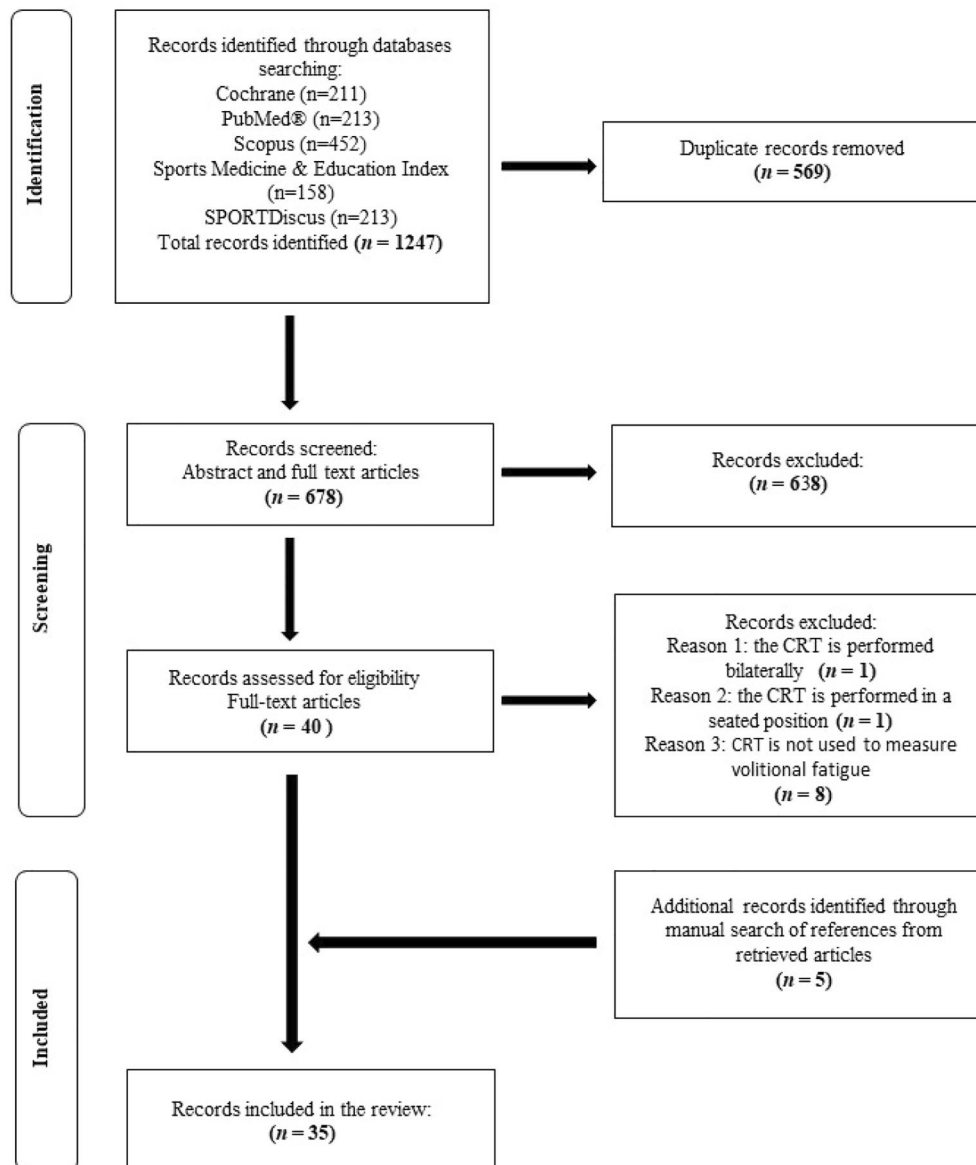 Identification
Records identified through databases
searching:
Cochrane (n=211)
PubMed® (n=213)
Scopus (n=452)
Sports Medicine & Education Index
(n=158)
SPORTDiscus (n=213)
Total records identified (n = 1247)
Duplicate records removed
(n = 569)
Screening
Records screened:
Abstract and full text articles
(n = 678)
Records excluded:
(n = 638)
Records assessed for eligibility
Full-text articles
(n = 40 )
Records excluded:
Reason 1: the CRT is performed
bilaterally (n = 1)
Reason 2: the CRT is performed in a
seated position (n = 1)
Reason 3: CRT is not used to measure
volitional fatigue
(n = 8)
Included
Additional records identified through
manual search of references from
retrieved articles
(n = 5)
Records included in the review:
(n = 35)